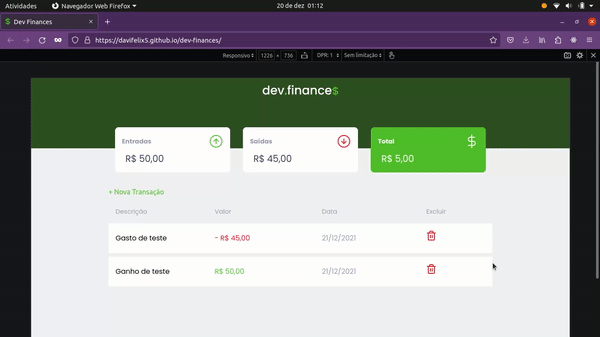 Atividades Navegador Web Firefox 20 de dez 01:12
$ Dev Finances
https://davifelix5.github.io/dev-finances/
Responsivo 1226 × 736 DPR: 1 Sem limitação
dev.finance$
Entradas Saídas Total
R$ 50,00 R$ 45,00 R$ 5,00
+ Nova Transação
Descrição Valor Data Excluir
Gasto de teste - R$ 45,00 21/12/2021
Ganho de teste R$ 50,00 21/12/2021